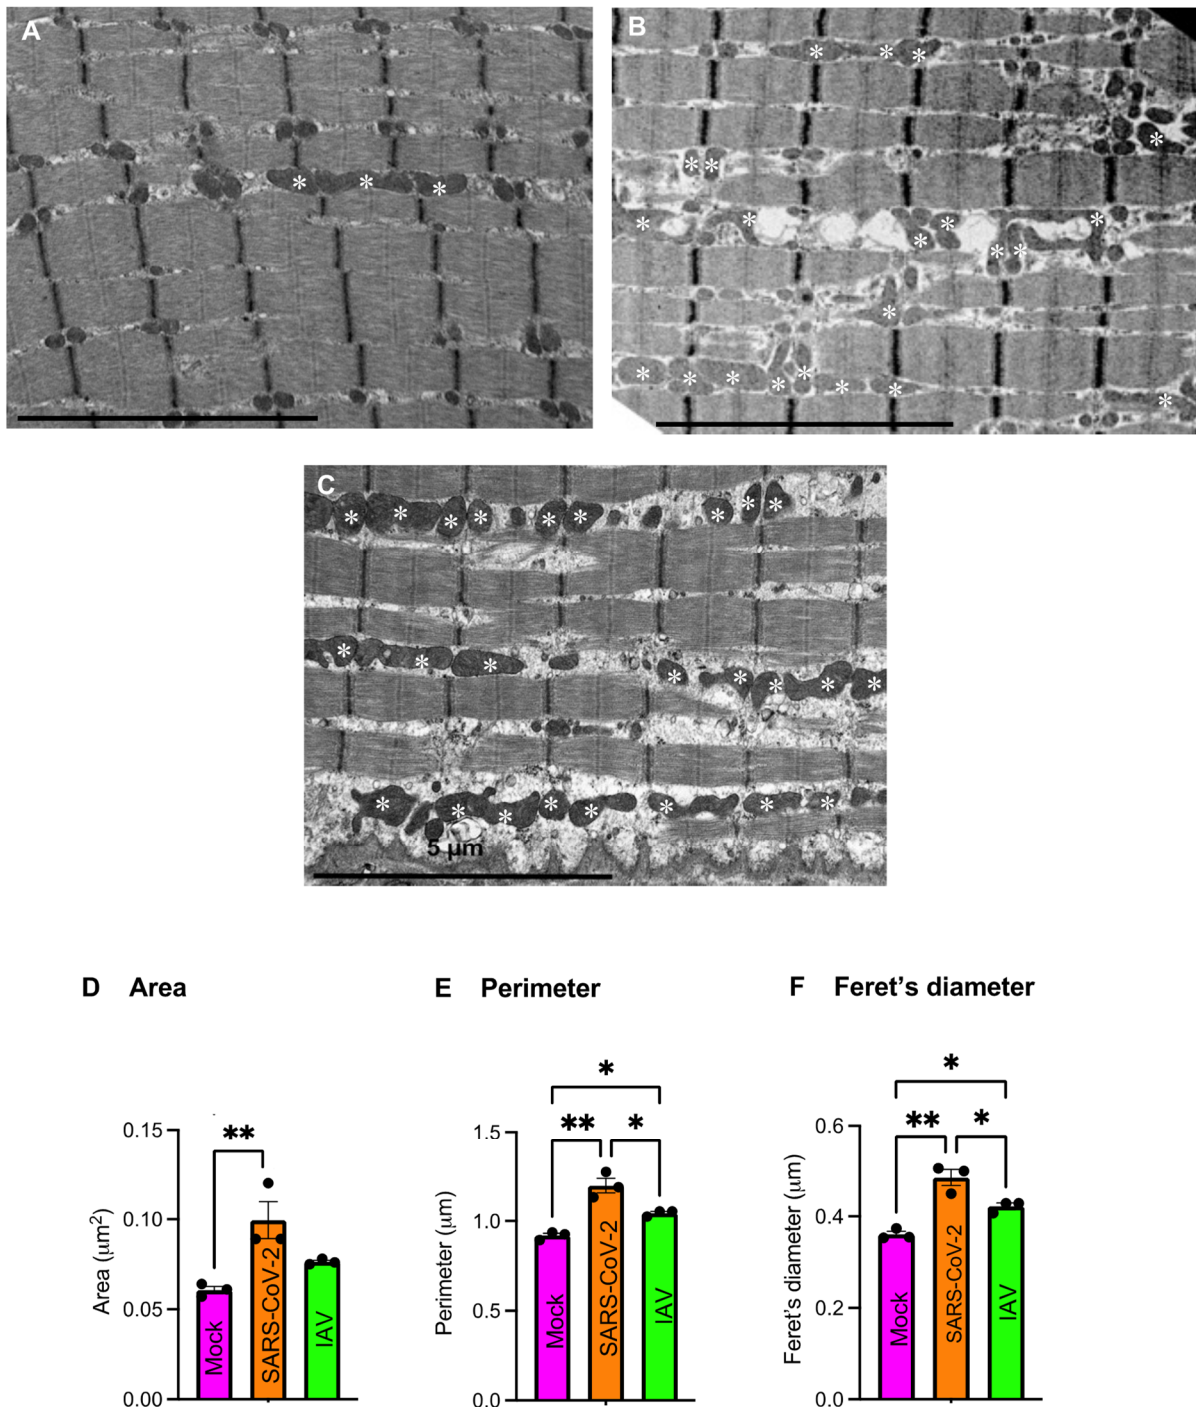 A
B
* * *
* * *
*
* *
* * * * * * * *
*
* * * * * * * *
*
C
* * * * * * * * *
* * * * * * * *
* * * * * * * *
5 µm
D Area
E Perimeter
F Feret's diameter
**
0.15
0.10
0.05
0.00
Area (μm²)
Mock
SARS-CoV-2
IAV
*
** *
1.5
1.0
0.5
0.0
Perimeter (μm)
Mock
SARS-CoV-2
IAV
*
** *
0.6
0.4
0.2
0.0
Feret's diameter (μm)
Mock
SARS-CoV-2
IAV